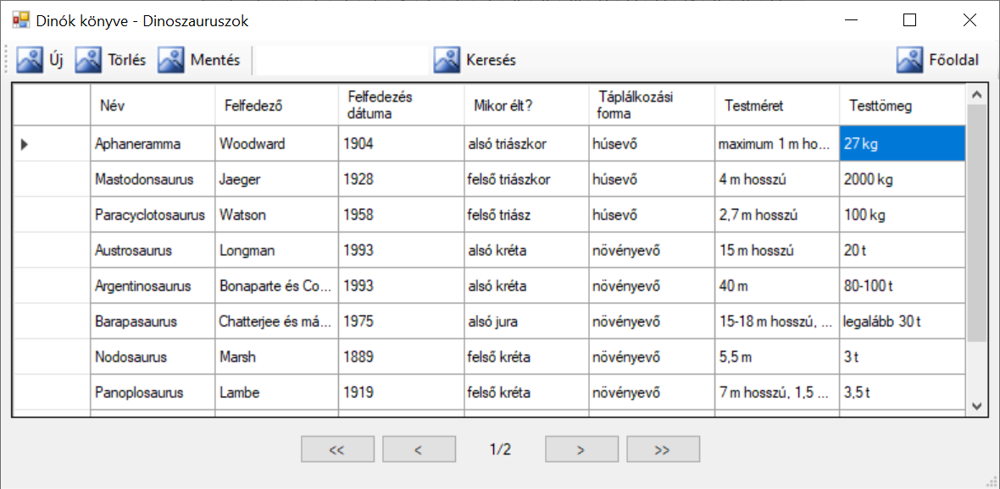 Dinók könyve - Dinoszauruszok
Új Törlés Mentés Keresés Főoldal
Név Felfedező Felfedezés dátuma Mikor élt? Táplálkozási forma Testméret Testtömeg
Aphaneramma Woodward 1904 alsó triászkor húsevő maximum 1 m ho... 27 kg
Mastodonsaurus Jaeger 1928 felső triászkor húsevő 4 m hosszú 2000 kg
Paracyclotosaurus Watson 1958 felső triász húsevő 2,7 m hosszú 100 kg
Austrosaurus Longman 1993 alsó kréta növényevő 15 m hosszú 20 t
Argentinosaurus Bonaparte és Co... 1993 alsó kréta növényevő 40 m 80-100 t
Barapasaurus Chatterjee és má... 1975 alsó jura növényevő 15-18 m hosszú, ... legalább 30 t
Nodosaurus Marsh 1889 felső kréta növényevő 5,5 m 3 t
Panoplosaurus Lambe 1919 felső kréta növényevő 7 m hosszú, 1,5 ... 3,5 t
<< < 1/2 > >>